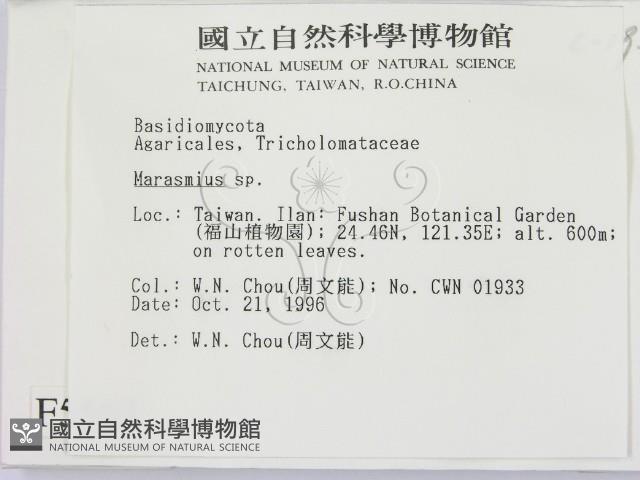 國立自然科學博物館
NATIONAL MUSEUM OF NATURAL SCIENCE
TAICHUNG, TAIWAN, R.O.CHINA
Basidiomycota
Agaricales, Tricholomataceae
Marasmius sp.
Loc.: Taiwan. Ilan: Fushan Botanical Garden
(福山植物園); 24.46N, 121.35E; alt. 600m;
on rotten leaves.
Col.: W.N. Chou(周文能); No. CWN 01933
Date: Oct. 21, 1996
Det.: W.N. Chou(周文能)
國立自然科學博物館
NATIONAL MUSEUM OF NATURAL SCIENCE